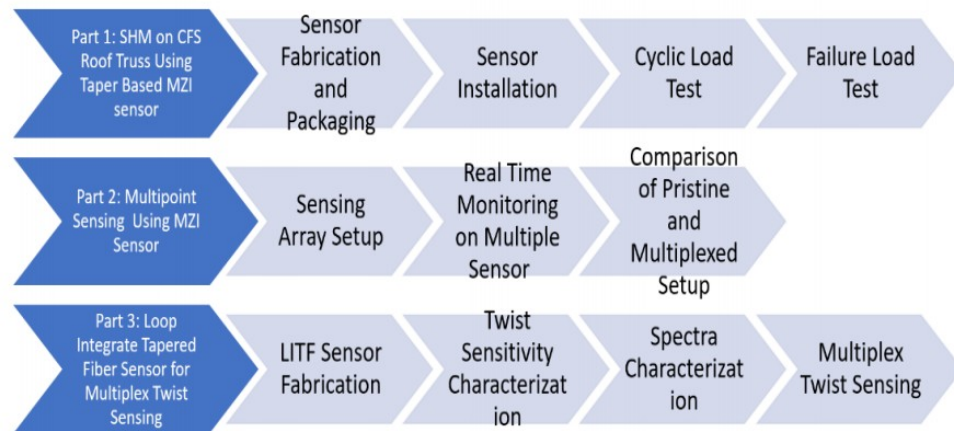 Part 1: SHM on CFS
Roof Truss Using
Taper Based MZI
sensor
Sensor
Fabrication
and
Packaging
Sensor
Installation
Cyclic Load
Test
Failure Load
Test
Part 2: Multipoint
Sensing Using MZI
Sensor
Sensing
Array Setup
Real Time
Monitoring
on Multiple
Sensor
Comparison
of Pristine
and
Multiplexed
Setup
Part 3: Loop
Integrate Tapered
Fiber Sensor for
Multiplex Twist
Sensing
LITF Sensor
Fabrication
Twist
Sensitivity
Characterizat
ion
Spectra
Characterizat
ion
Multiplex
Twist Sensing